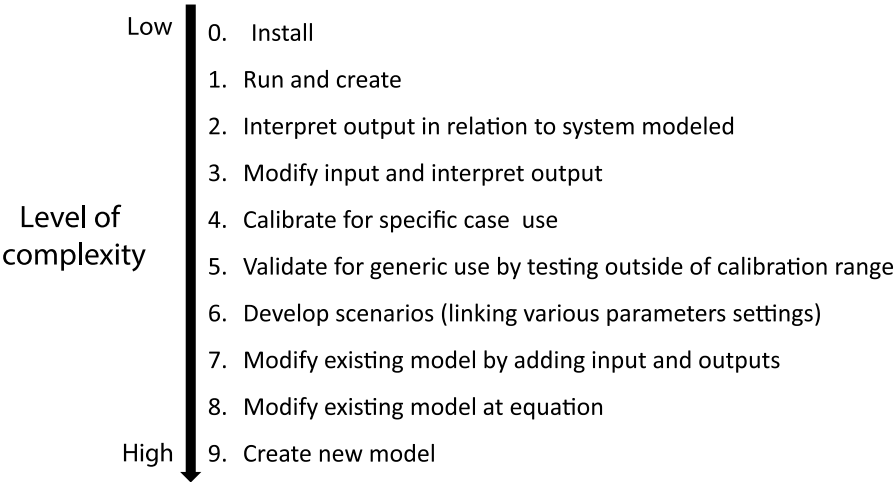 Low
0. Install
1. Run and create
2. Interpret output in relation to system modeled
3. Modify input and interpret output
Level of
complexity
4. Calibrate for specific case use
5. Validate for generic use by testing outside of calibration range
6. Develop scenarios (linking various parameters settings)
7. Modify existing model by adding input and outputs
8. Modify existing model at equation
High
9. Create new model